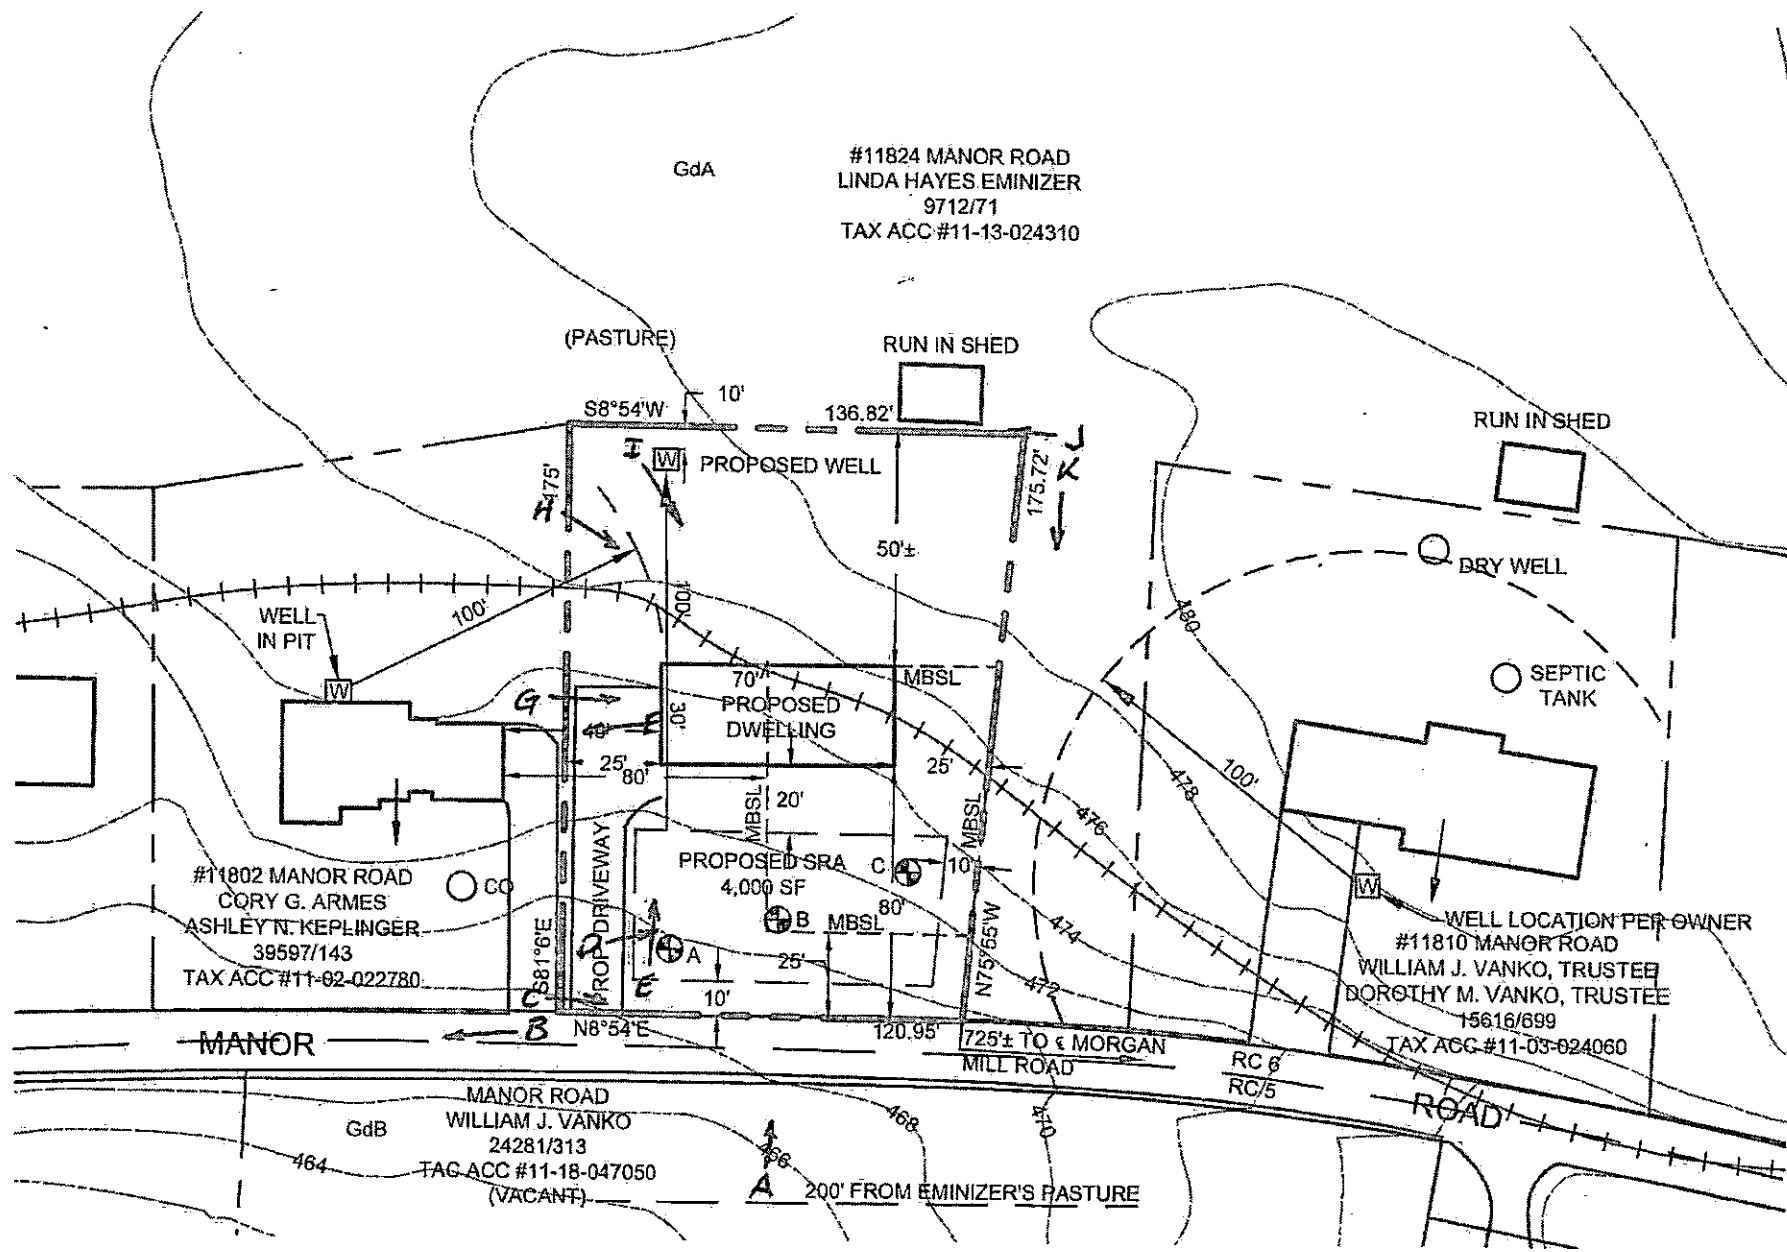 GdA
#11824 MANOR ROAD
LINDA HAYES EMINIZER
9712/71
TAX ACC #11-13-024310
(PASTURE)
RUN IN SHED
10'
S8°54'W
136.82'
RUN IN SHED
I
W
PROPOSED WELL
J
K
475'
175.72'
H
50'±
DRY WELL
100'
WELL
IN PIT
100'
480
W
MBSL
SEPTIC
TANK
70'
PROPOSED
DWELLING
30'
G
F
40'
25'
80'
25'
100'
478
MBSL
20'
MBSL
476
PROP. DRIVEWAY
PROPOSED SRA
4,000 SF
C
10'
80'
#11802 MANOR ROAD
CORY G. ARMES
ASHLEY N. KEPLINGER
39597/143
TAX ACC #11-02-022780
CO
W
B
MBSL
WELL LOCATION PER OWNER
#11810 MANOR ROAD
WILLIAM J. VANKO, TRUSTEE
DOROTHY M. VANKO, TRUSTEE
15616/699
TAX ACC #11-03-024060
474
D
A
25'
S81°6'E
N75°55'W
472
E
10'
C
B
N8°54'E
120.95'
MANOR
725'± TO ℄ MORGAN
MILL ROAD
RC 6
RC/5
ROAD
MANOR ROAD
WILLIAM J. VANKO
24281/313
TAC ACC #11-18-047050
(VACANT)
GdB
468
470
464
466
A
200' FROM EMINIZER'S PASTURE